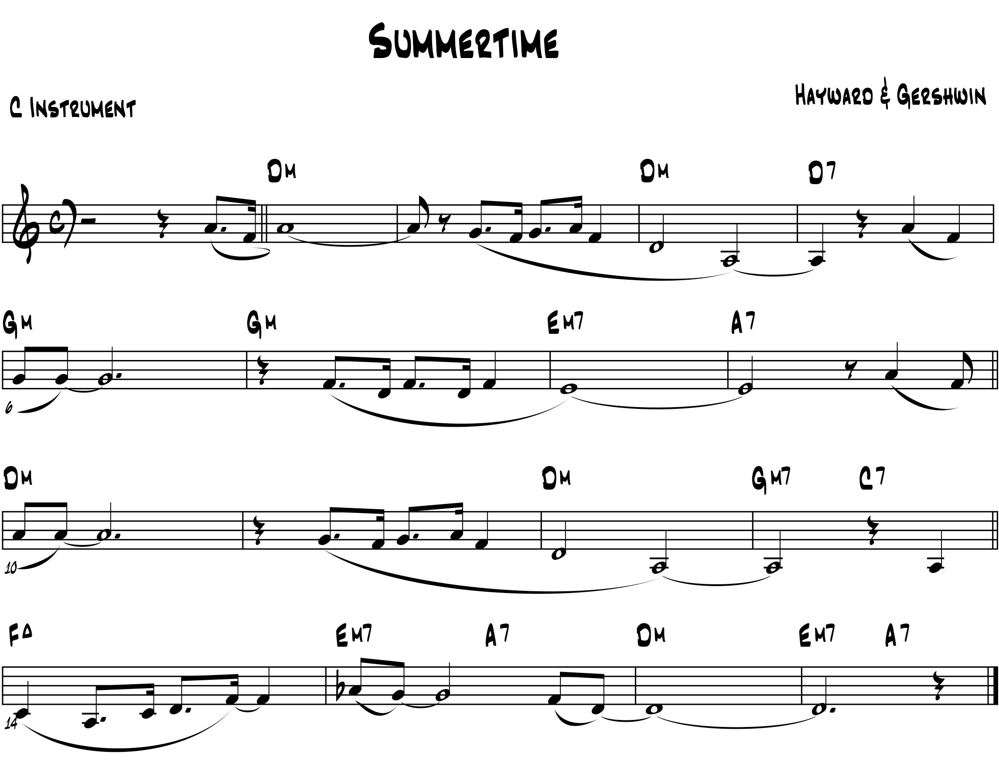 Summertime
Hayward & Gershwin
C Instrument
Dm Dm D7
Gm Gm Em7 A7
6
Dm Dm Gm7 C7
10
FΔ Em7 A7 Dm Em7 A7
14